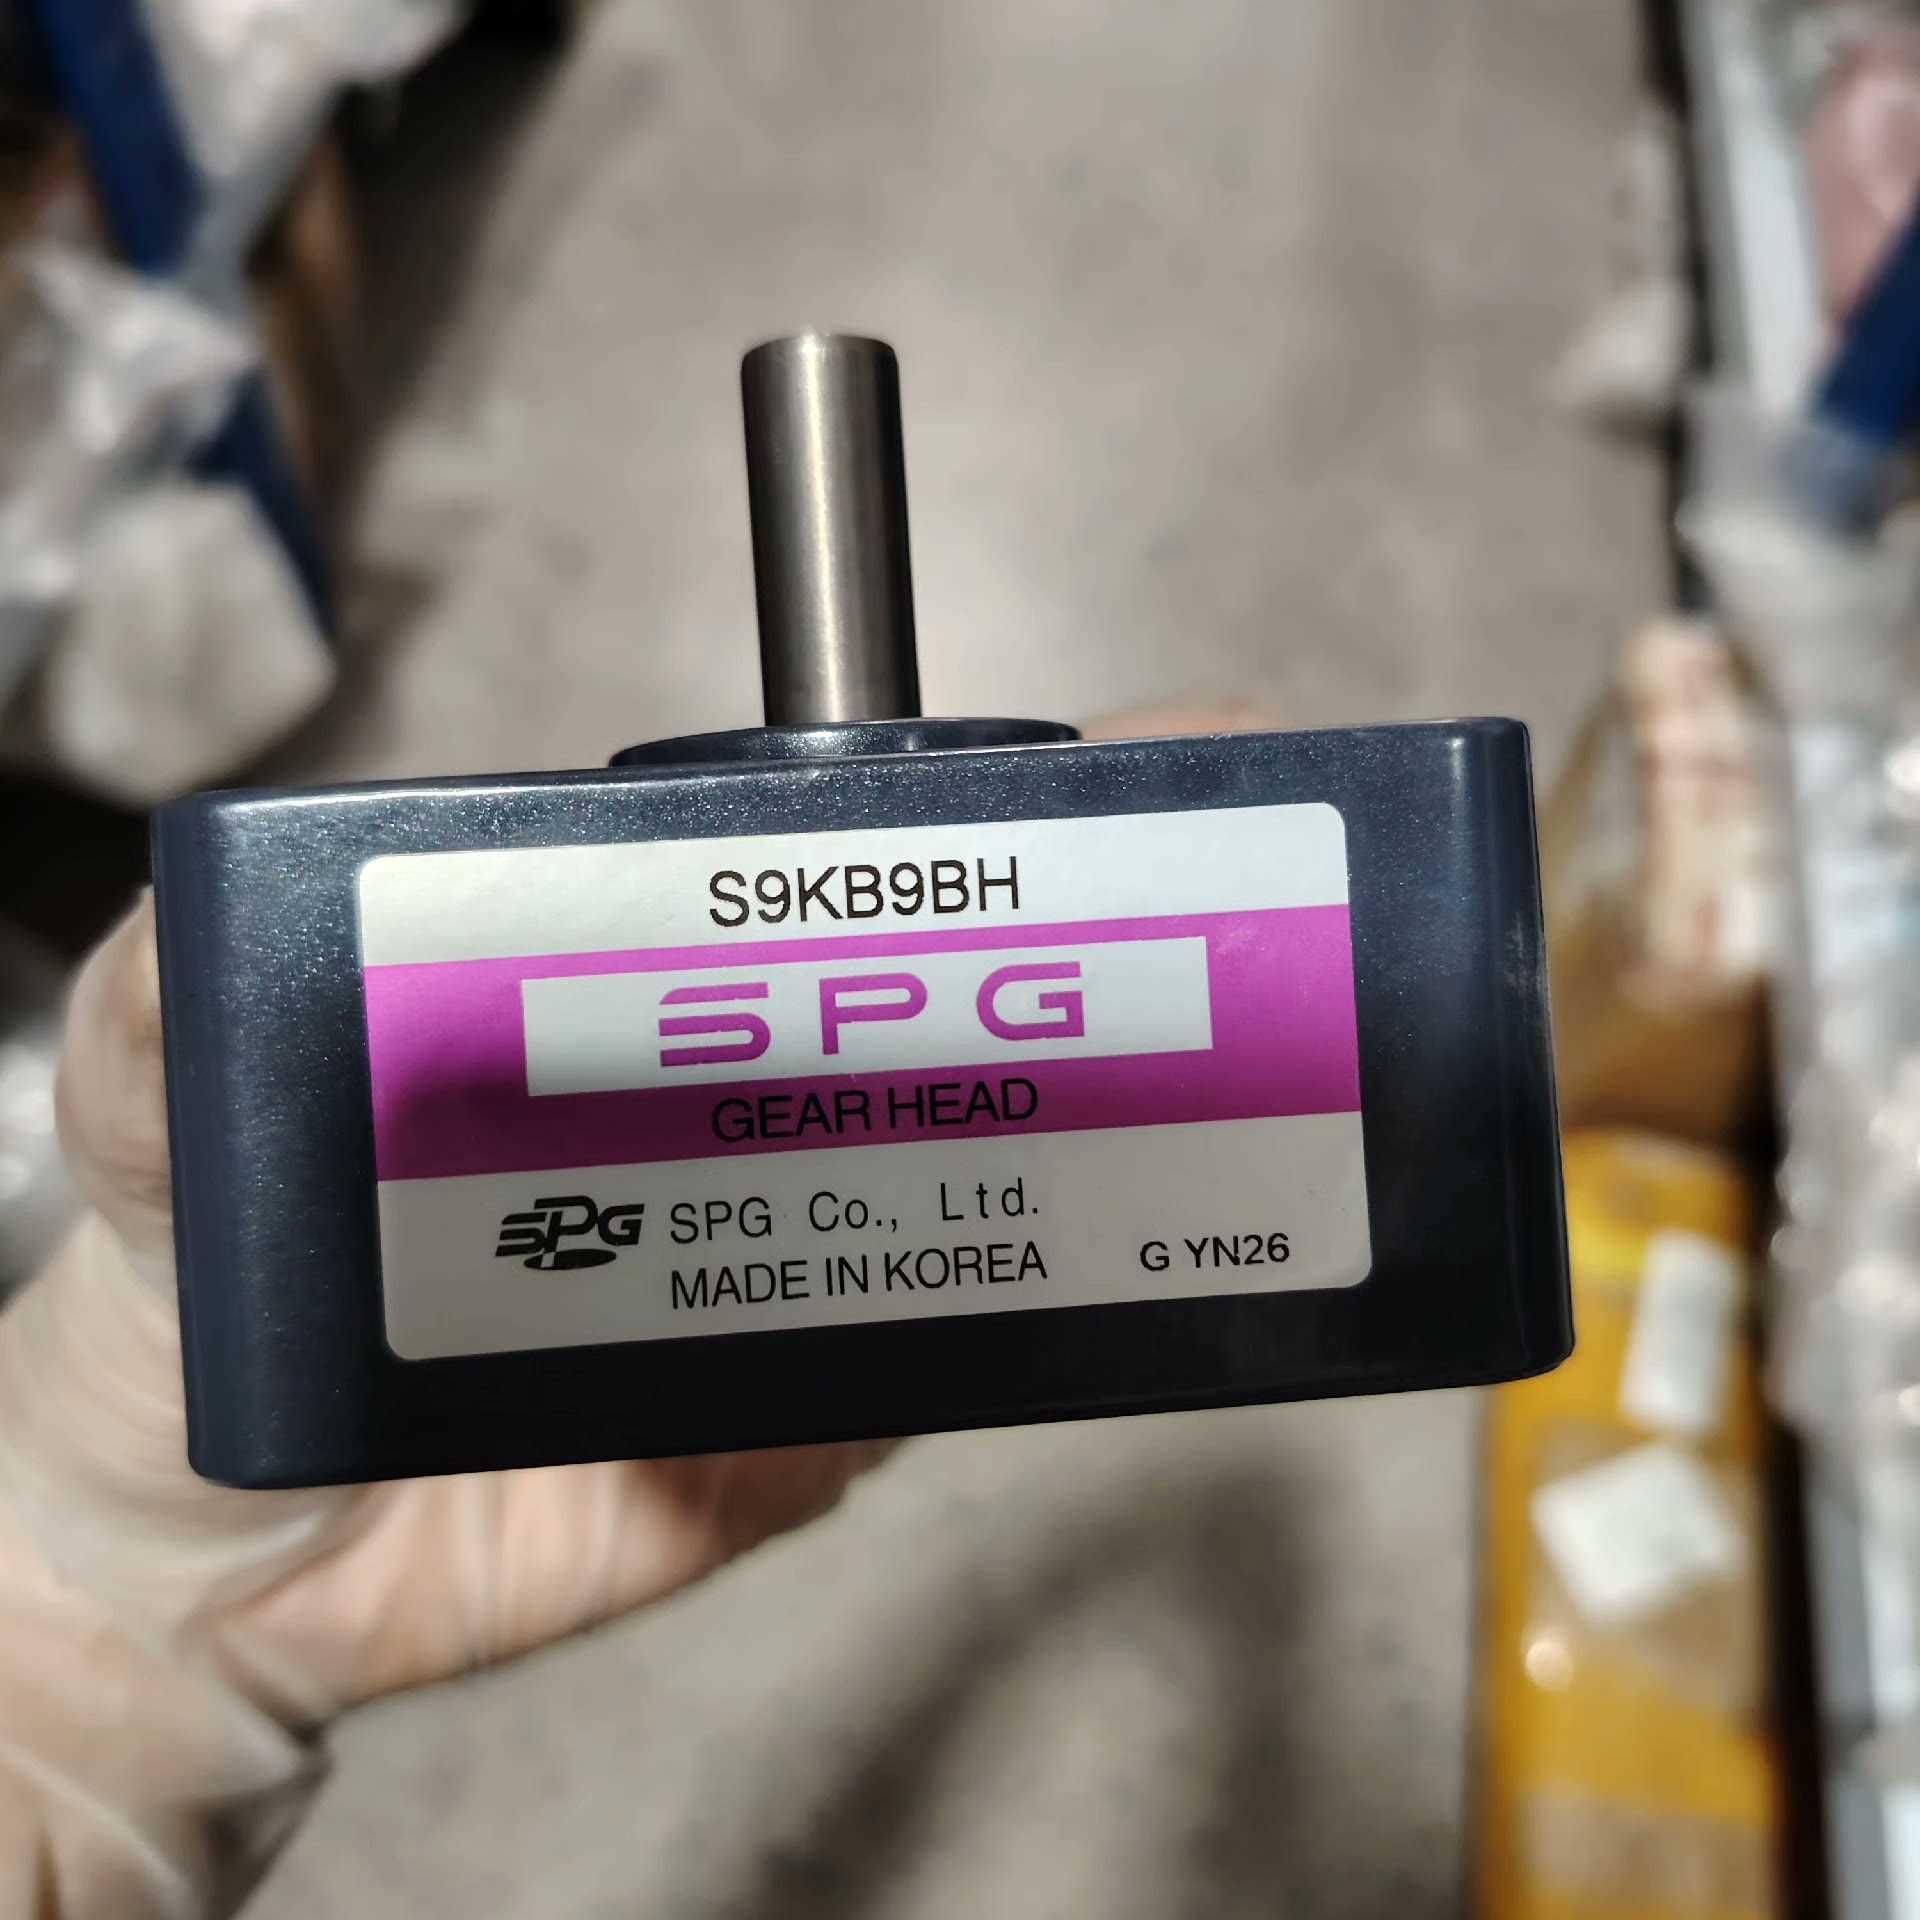 S9KB9BH
SPG
GEAR HEAD
SPG SPG Co., Ltd.
MADE IN KOREA G YN26